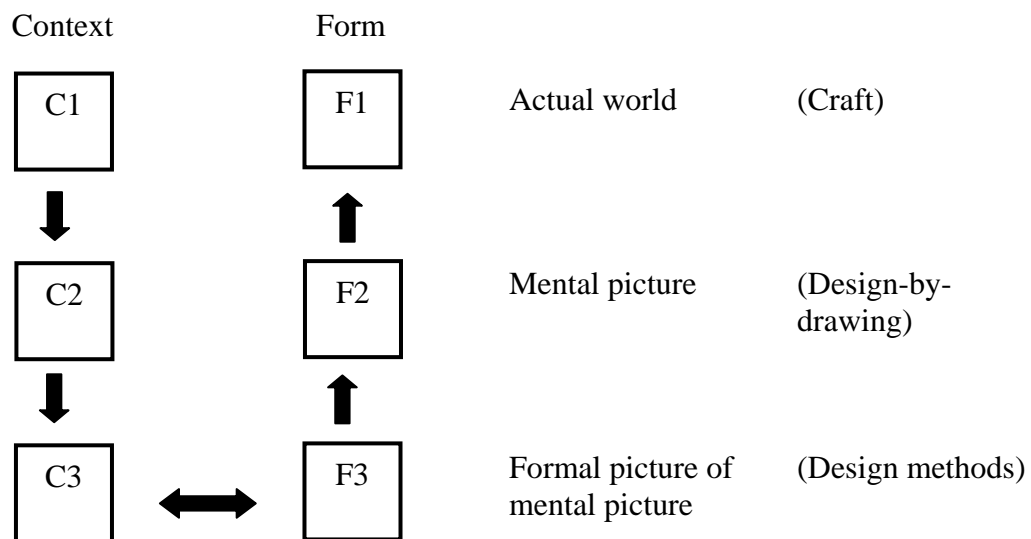 Context Form
C1 F1 Actual world (Craft)
C2 F2 Mental picture (Design-by-
drawing)
C3 F3 Formal picture of (Design methods)
mental picture